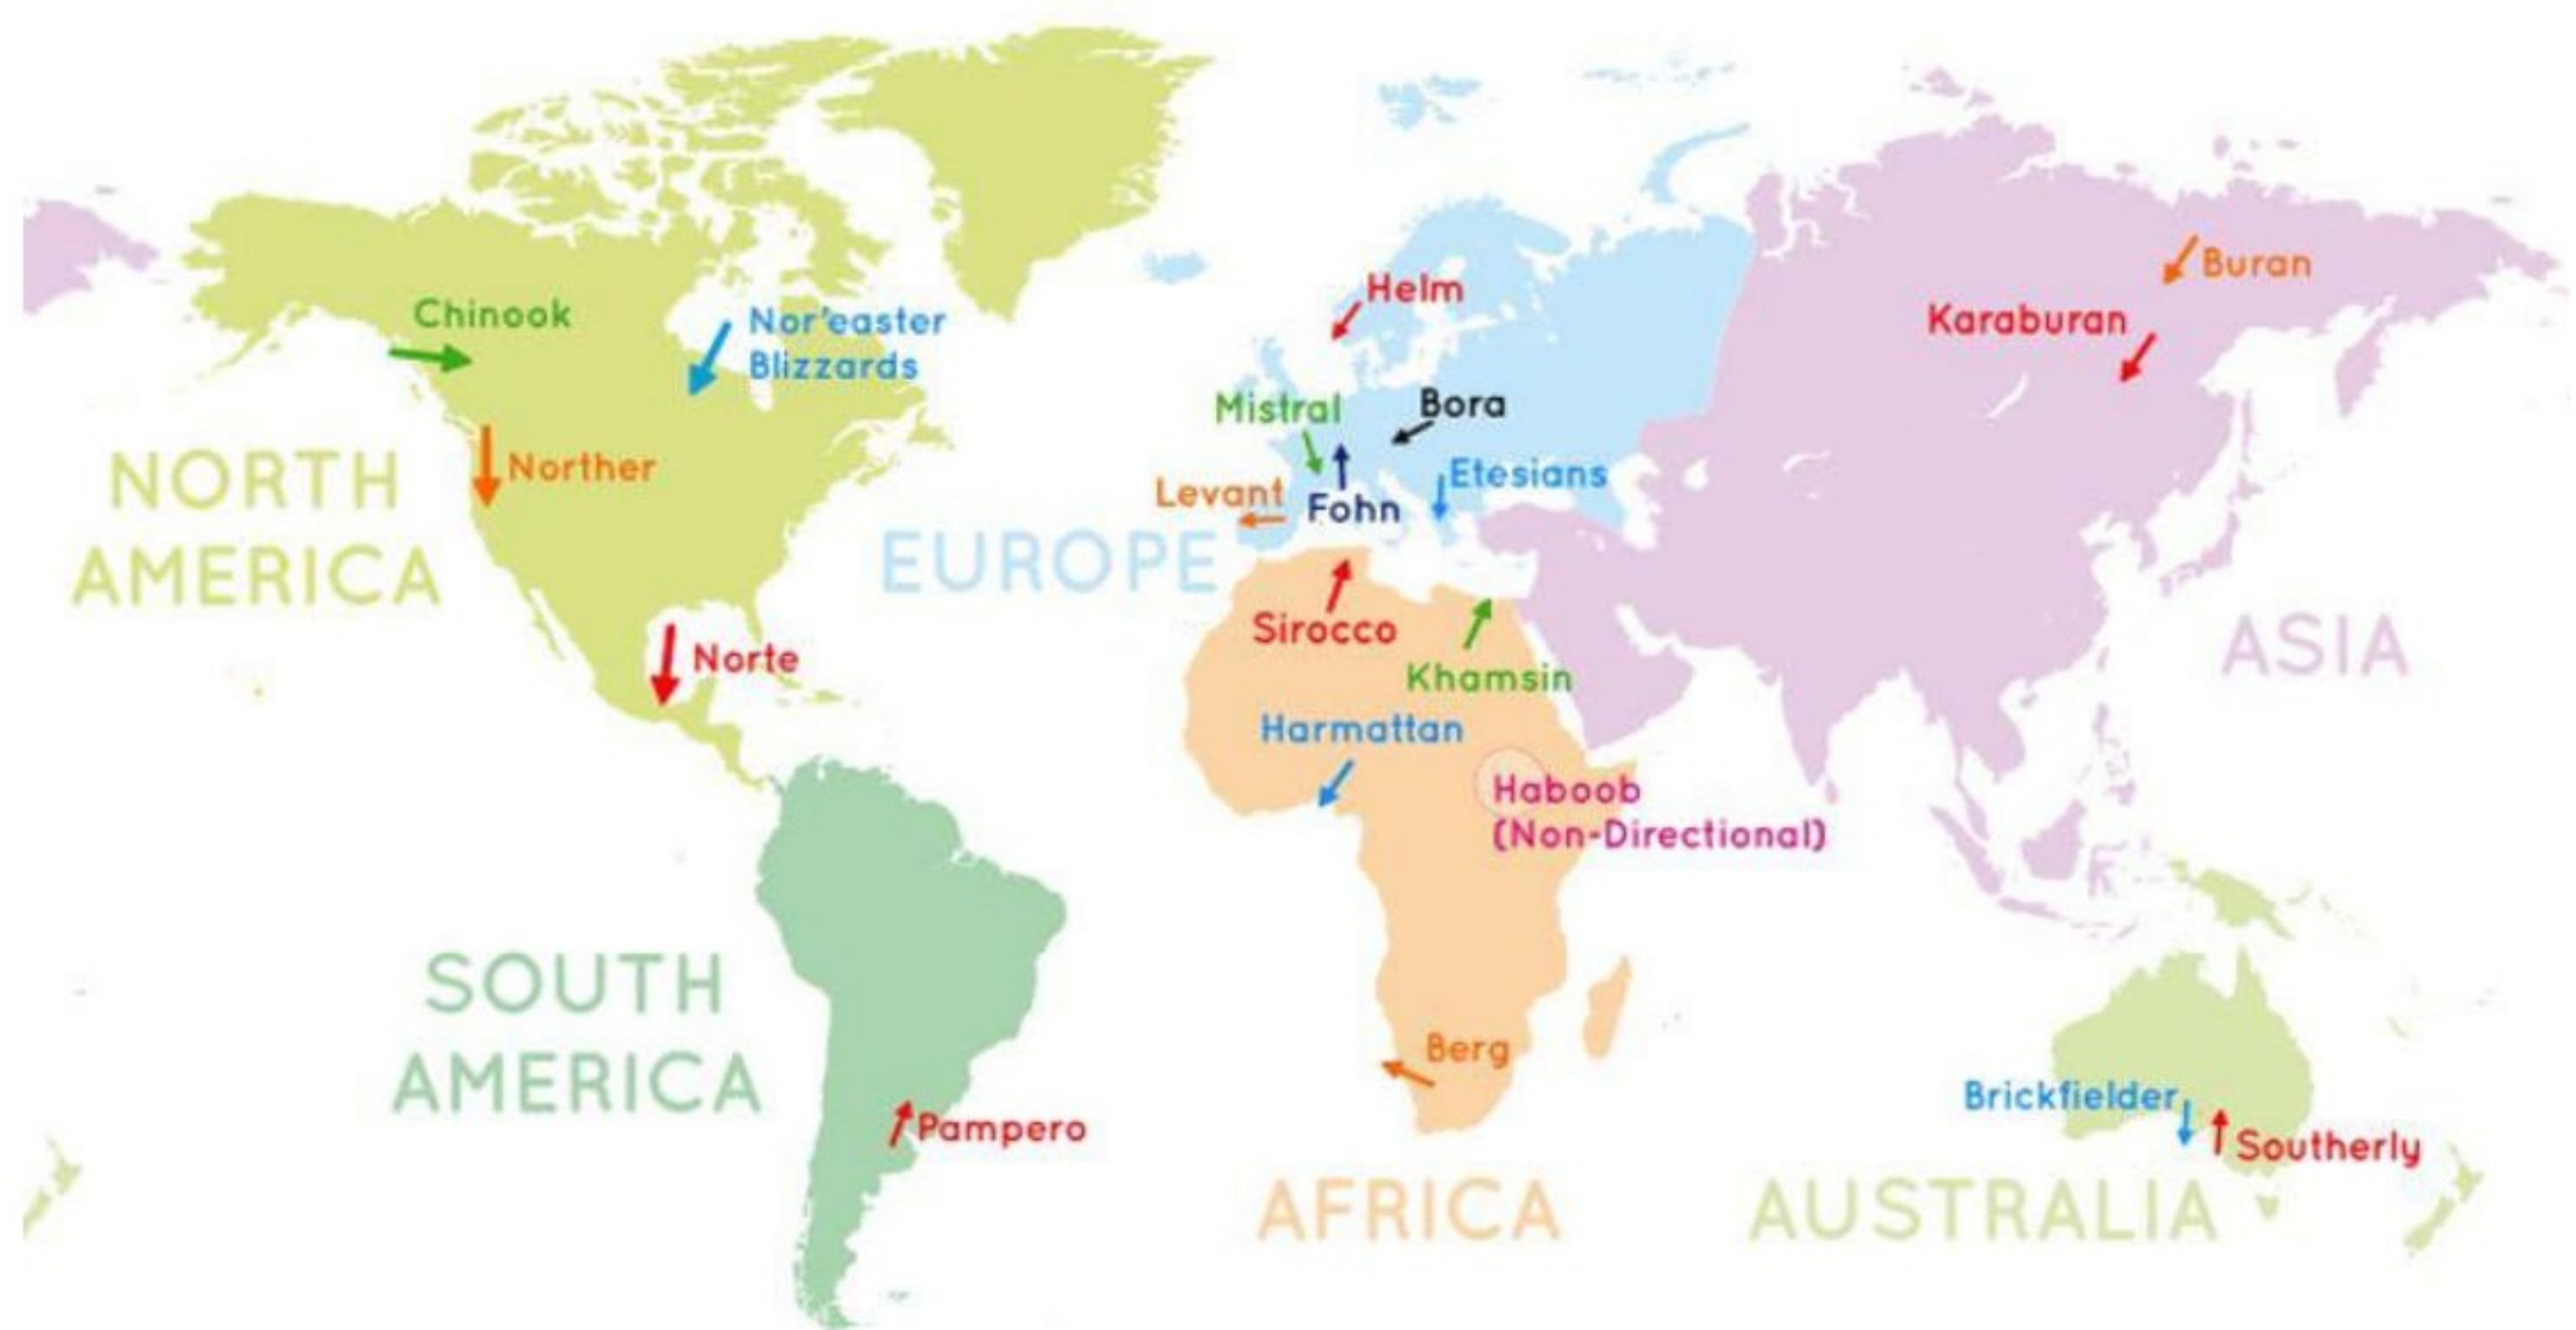 Chinook
Nor'easter
Blizzards
Norther
NORTH
AMERICA
Norte
SOUTH
AMERICA
Pampero
Helm
Mistral
Bora
Levant
Fohn
Etesians
EUROPE
Sirocco
Khamsin
Harmattan
Haboob
(Non-Directional)
Berg
AFRICA
Buran
Karaburan
ASIA
Brickfielder
Southerly
AUSTRALIA